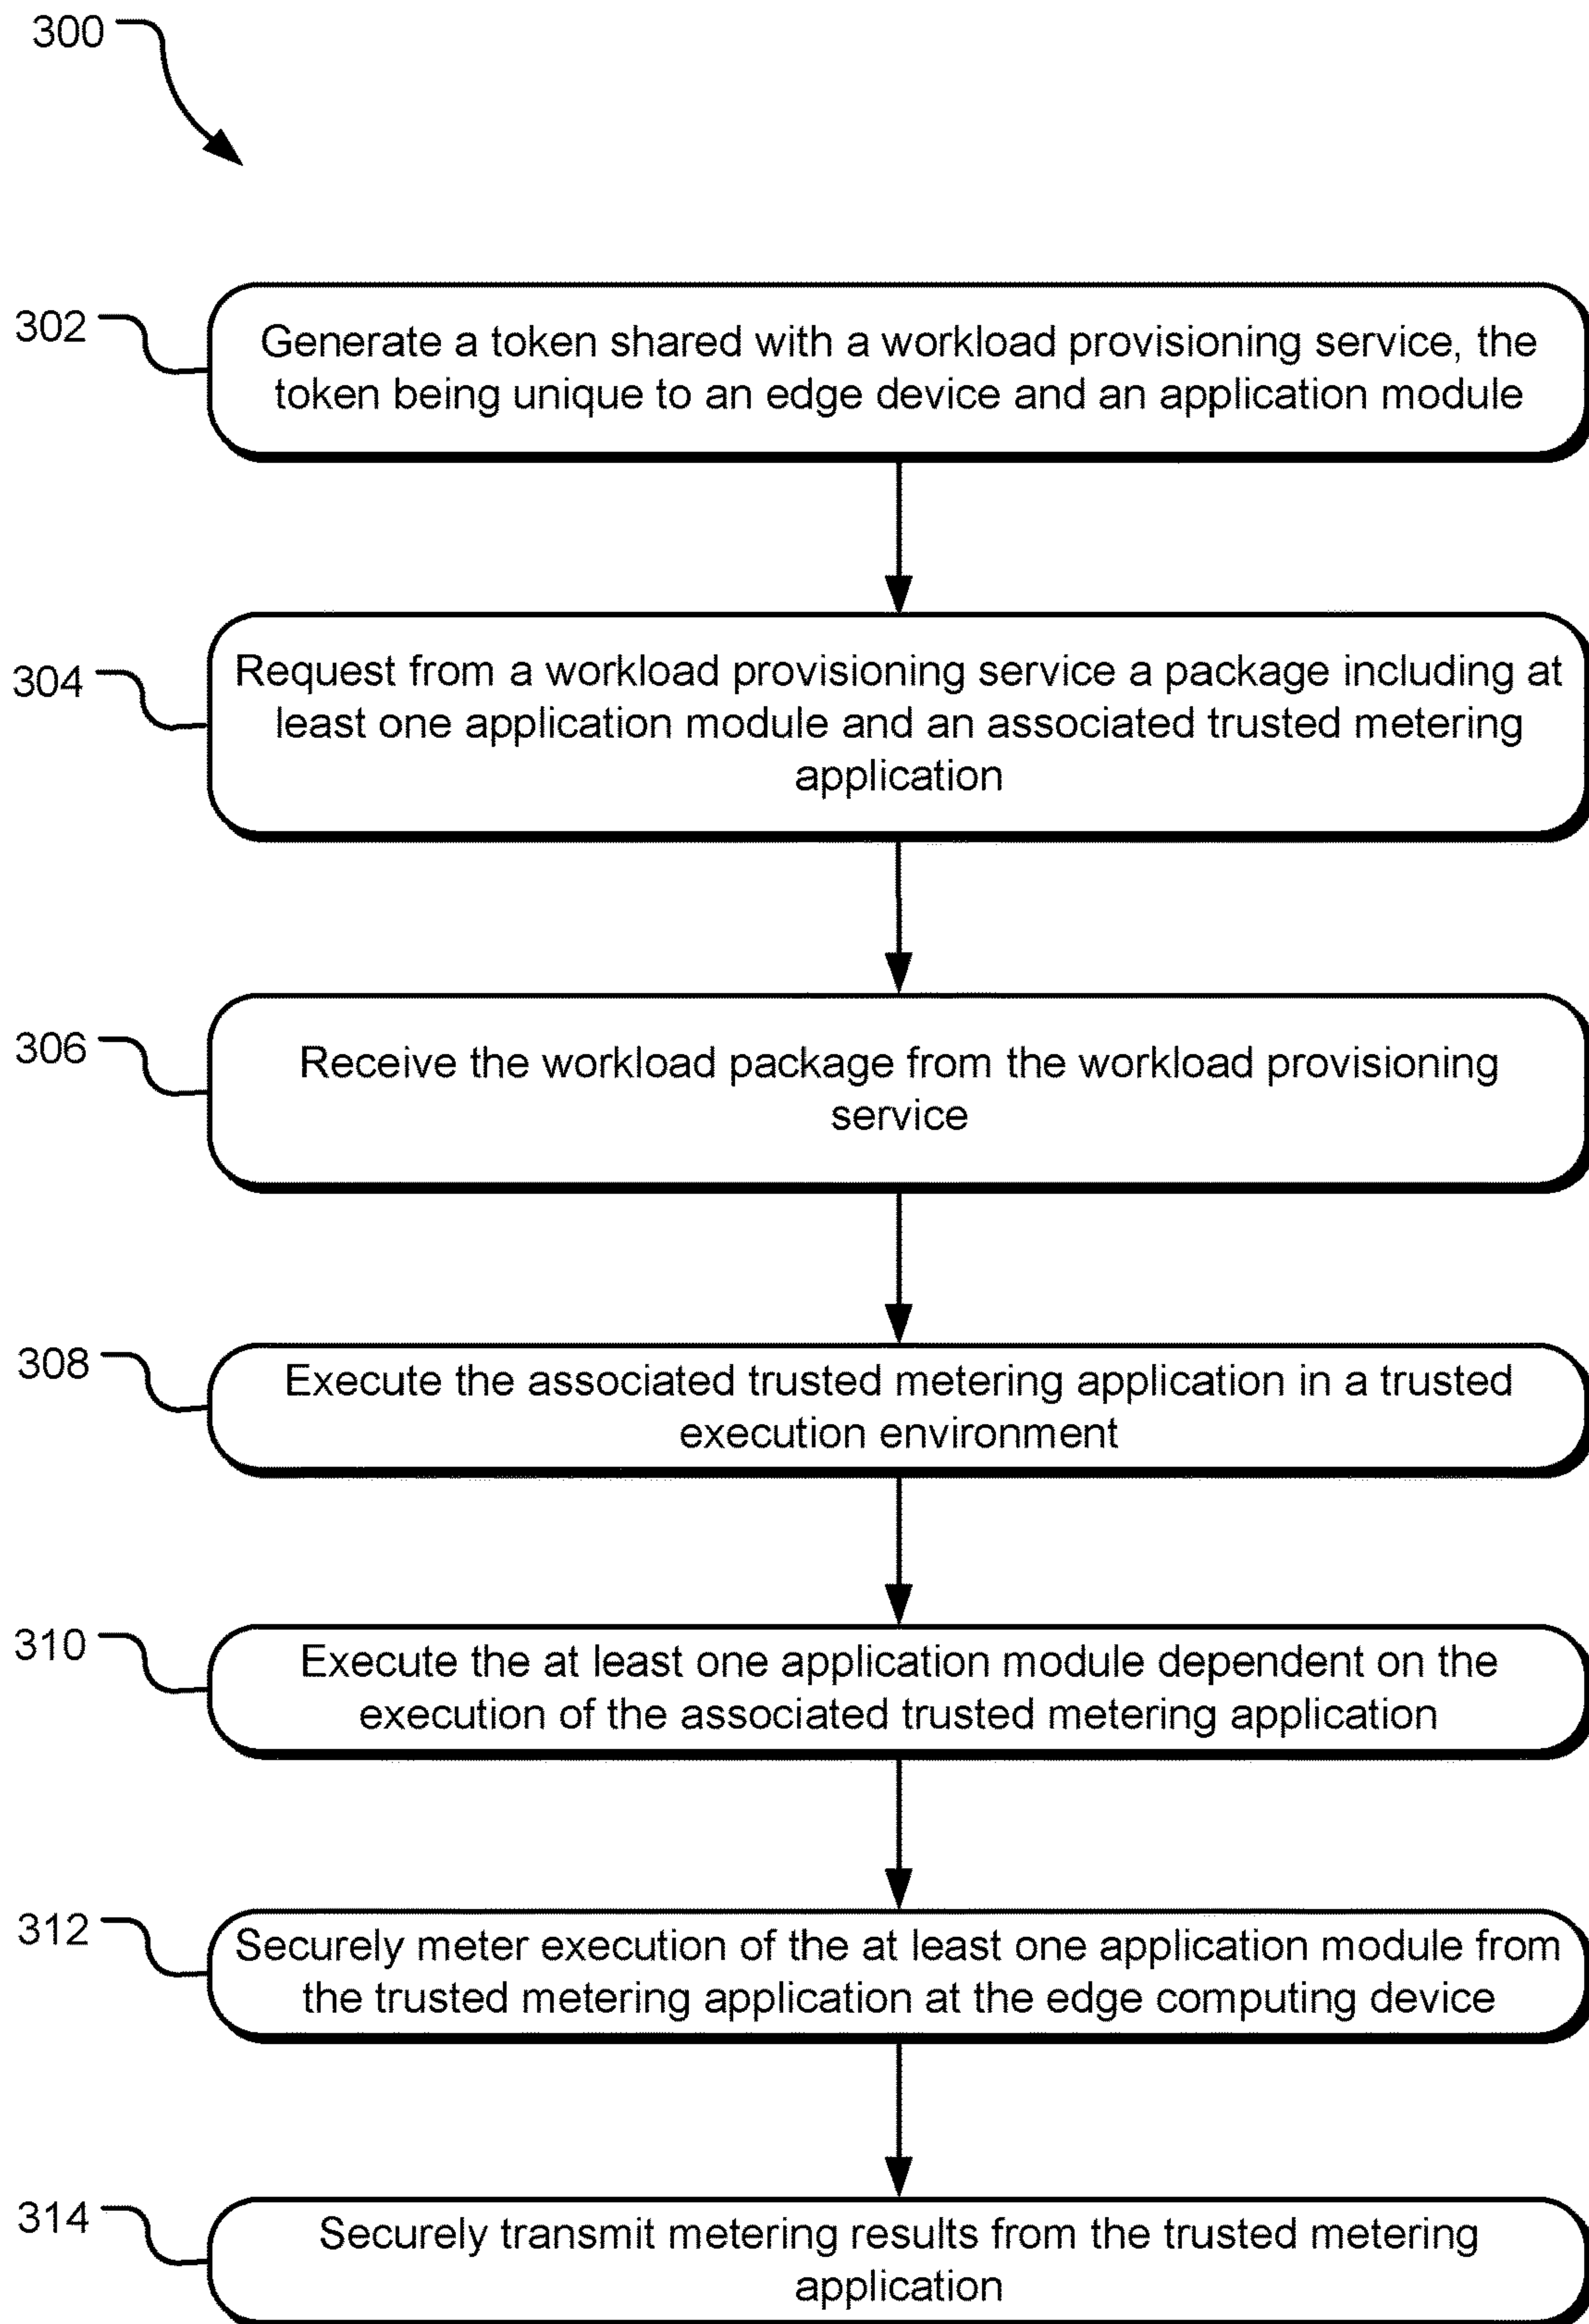 300
302
Generate a token shared with a workload provisioning service, the
token being unique to an edge device and an application module
304
Request from a workload provisioning service a package including at
least one application module and an associated trusted metering
application
306
Receive the workload package from the workload provisioning
service
308
Execute the associated trusted metering application in a trusted
execution environment
310
Execute the at least one application module dependent on the
execution of the associated trusted metering application
312
Securely meter execution of the at least one application module from
the trusted metering application at the edge computing device
314
Securely transmit metering results from the trusted metering
application